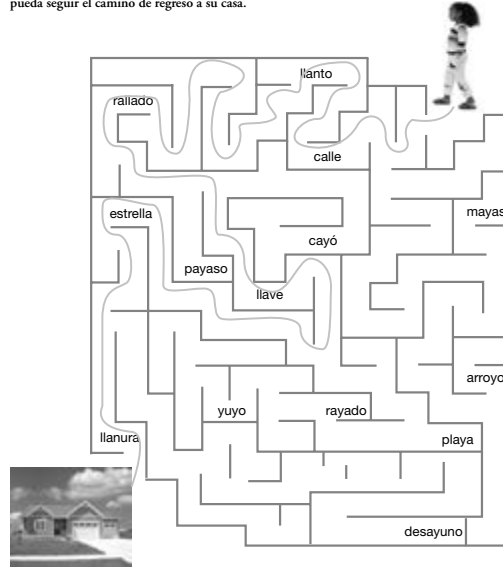 pueda seguir el camino de regreso a su casa.
llanto
rallado
calle
estrella
mayas
cayó
payaso
llave
arroyo
yuyo
rayado
llanura
playa
desayuno